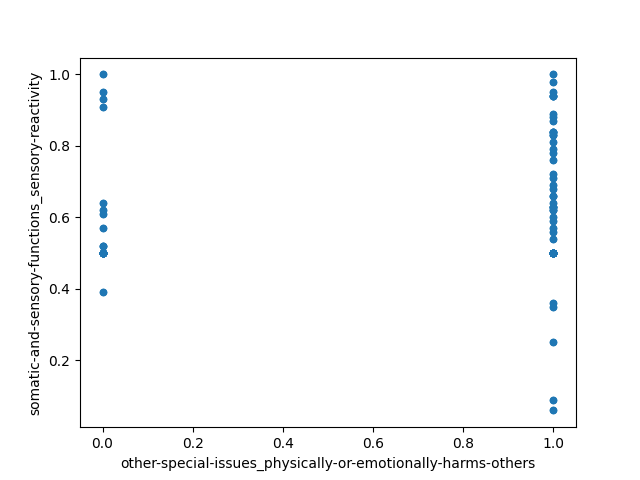 somatic-and-sensory-functions_sensory-reactivity
1.0
0.8
0.6
0.4
0.2
0.0 0.2 0.4 0.6 0.8 1.0
other-special-issues_physically-or-emotionally-harms-others